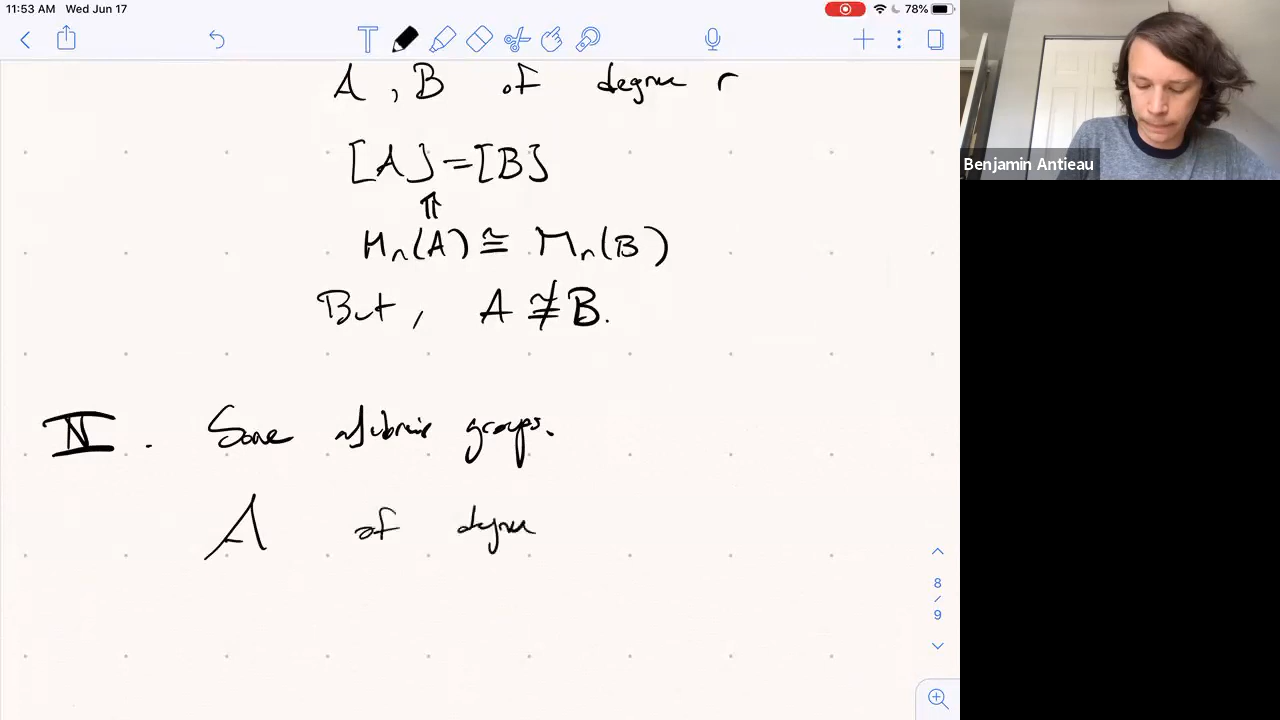 11:53 AM Wed Jun 17
78%
A, B of degree r
[A]=[B]
⇑
Mn(A) ≅ Mn(B)
But, A ≇ B.
IV. Some algebraic groups.
A of degree
8
/
9
Benjamin Antieau